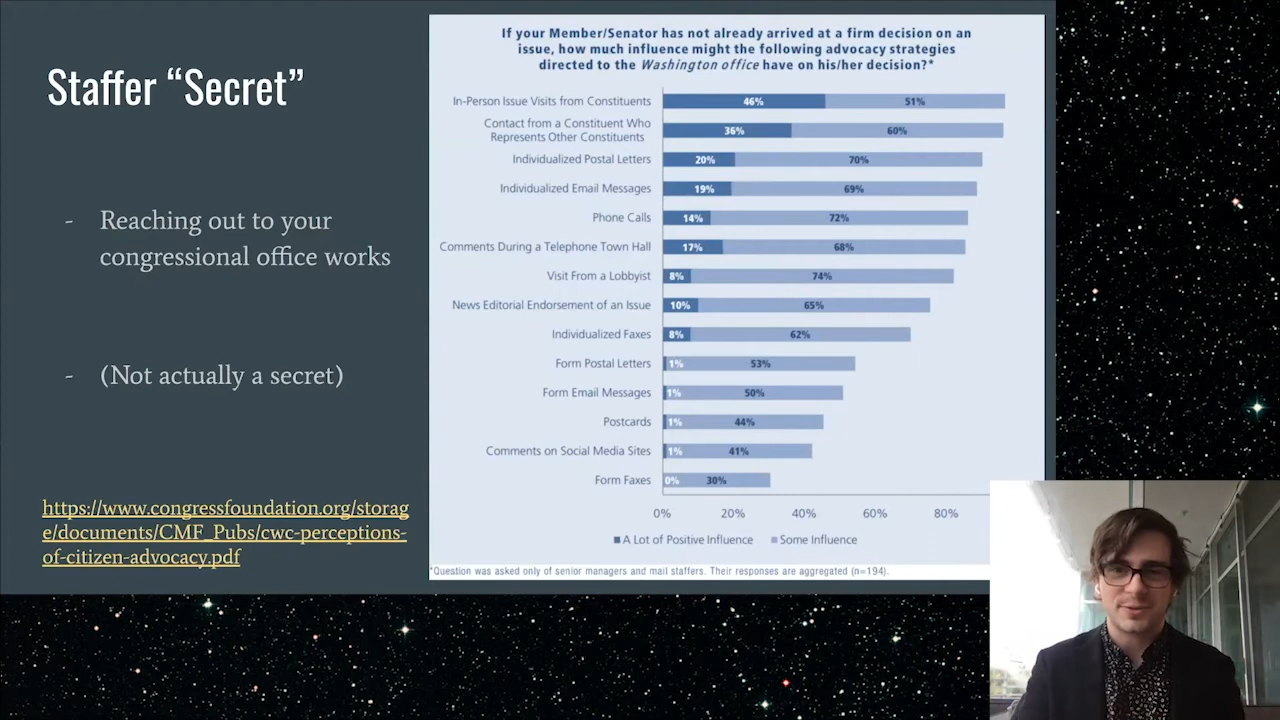 Staffer “Secret”
- Reaching out to your
congressional office works
- (Not actually a secret)
https://www.congressfoundation.org/storag
e/documents/CMF_Pubs/cwc-perceptions-
of-citizen-advocacy.pdf
If your Member/Senator has not already arrived at a firm decision on an
issue, how much influence might the following advocacy strategies
directed to the Washington office have on his/her decision?*
In-Person Issue Visits from Constituents 46% 51%
Contact from a Constituent Who
Represents Other Constituents 36% 60%
Individualized Postal Letters 20% 70%
Individualized Email Messages 19% 69%
Phone Calls 14% 72%
Comments During a Telephone Town Hall 17% 68%
Visit From a Lobbyist 8% 74%
News Editorial Endorsement of an Issue 10% 65%
Individualized Faxes 8% 62%
Form Postal Letters 1% 53%
Form Email Messages 1% 50%
Postcards 1% 44%
Comments on Social Media Sites 1% 41%
Form Faxes 0% 30%
0% 20% 40% 60% 80%
A Lot of Positive Influence Some Influence
*Question was asked only of senior managers and mail staffers. Their responses are aggregated (n=194).